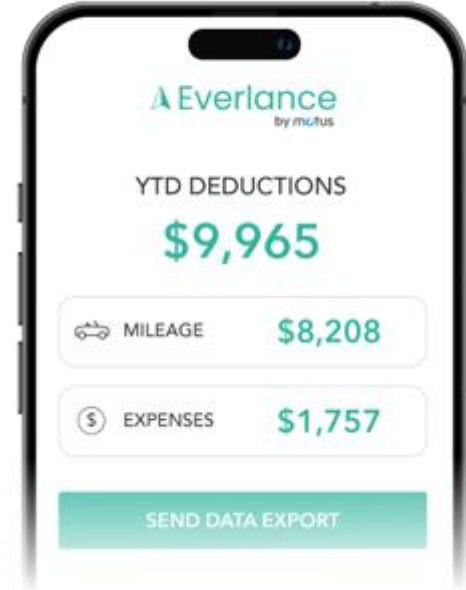 Everlance
by motus
YTD DEDUCTIONS
$9,965
MILEAGE $8,208
$ EXPENSES $1,757
SEND DATA EXPORT